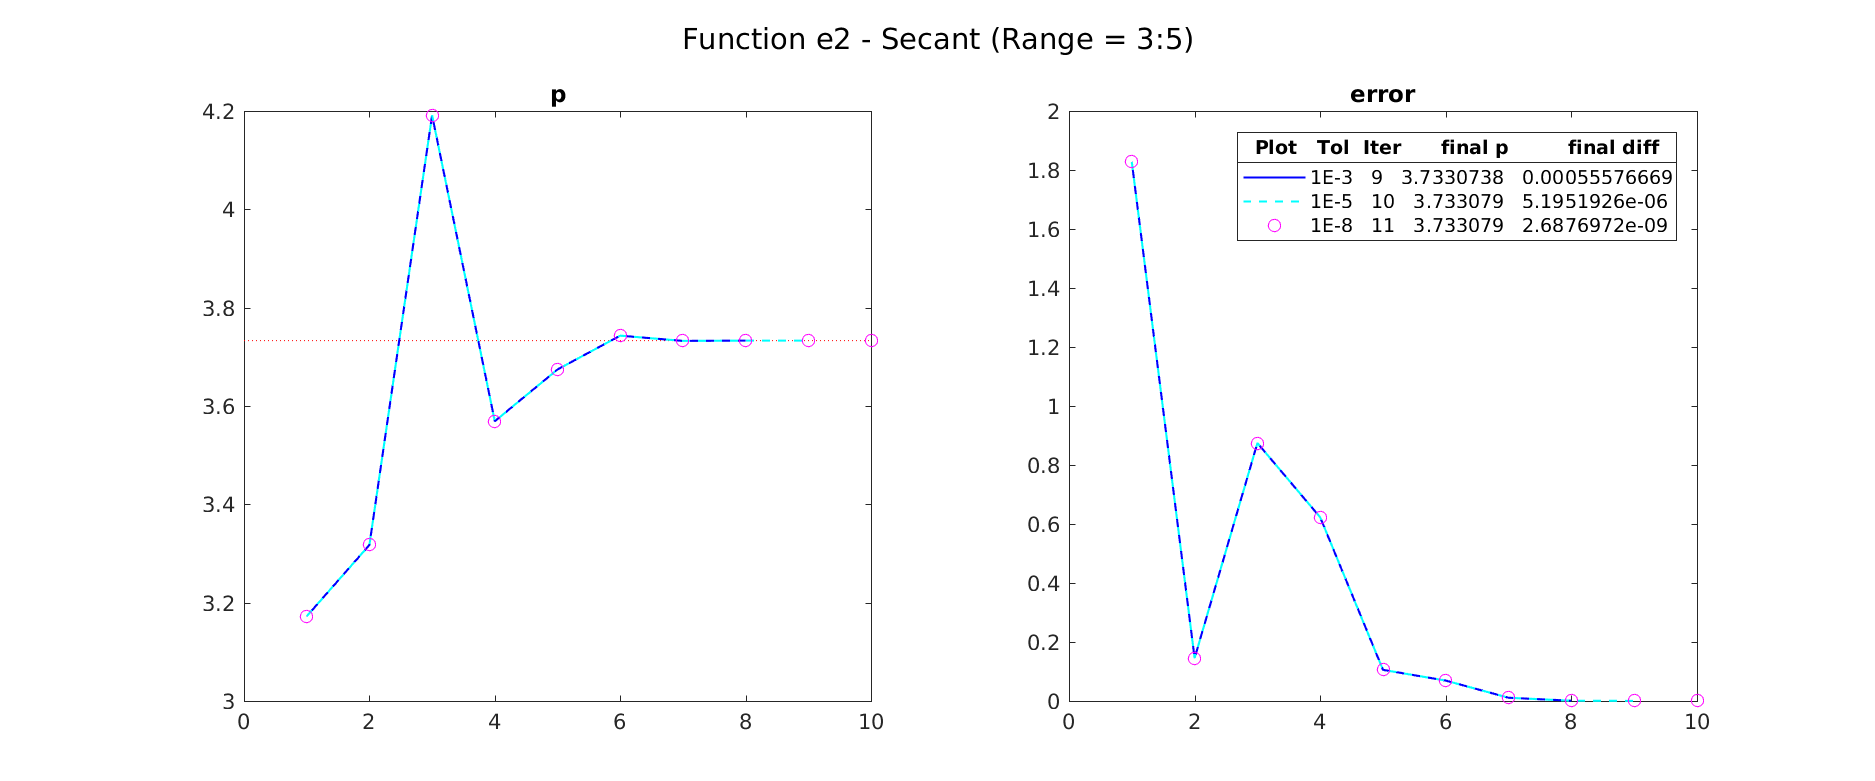 Function e2 - Secant (Range = 3:5)
p
4.2
4
3.8
3.6
3.4
3.2
3
0 2 4 6 8 10
error
2
1.8
1.6
1.4
1.2
1
0.8
0.6
0.4
0.2
0
0 2 4 6 8 10
Plot Tol Iter final p final diff
1E-3 9 3.7330738 0.00055576669
1E-5 10 3.733079 5.1951926e-06
1E-8 11 3.733079 2.6876972e-09